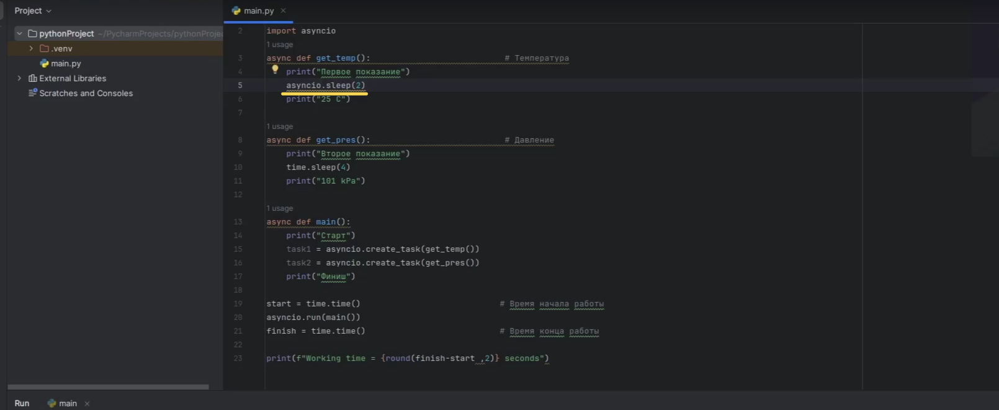 Project
main.py
pythonProject ~/PycharmProjects/pythonProje
.venv
main.py
External Libraries
Scratches and Consoles
2 import asyncio
1 usage
3 async def get_temp(): # Температура
4 print("Первое показание")
5 asyncio.sleep(2)
6 print("25 C")
7
1 usage
8 async def get_pres(): # Давление
9 print("Второе показание")
10 time.sleep(4)
11 print("101 kPa")
12
1 usage
13 async def main():
14 print("Старт")
15 task1 = asyncio.create_task(get_temp())
16 task2 = asyncio.create_task(get_pres())
17 print("Финиш")
18
19 start = time.time() # Время начала работы
20 asyncio.run(main())
21 finish = time.time() # Время конца работы
22
23 print(f"Working time = {round(finish-start ,2)} seconds")
Run main